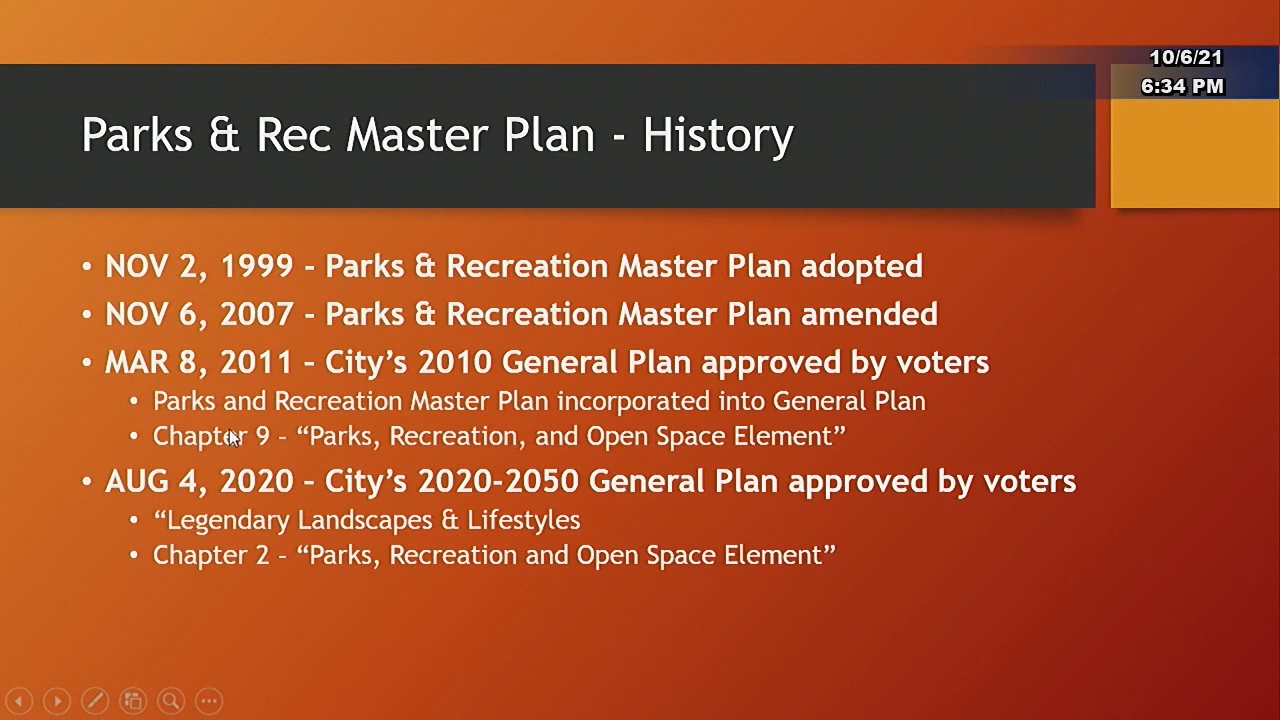 10/6/21
6:34 PM
Parks & Rec Master Plan - History
• NOV 2, 1999 - Parks & Recreation Master Plan adopted
• NOV 6, 2007 - Parks & Recreation Master Plan amended
• MAR 8, 2011 – City’s 2010 General Plan approved by voters
• Parks and Recreation Master Plan incorporated into General Plan
• Chapter 9 – “Parks, Recreation, and Open Space Element”
• AUG 4, 2020 – City’s 2020-2050 General Plan approved by voters
• “Legendary Landscapes & Lifestyles
• Chapter 2 – “Parks, Recreation and Open Space Element”